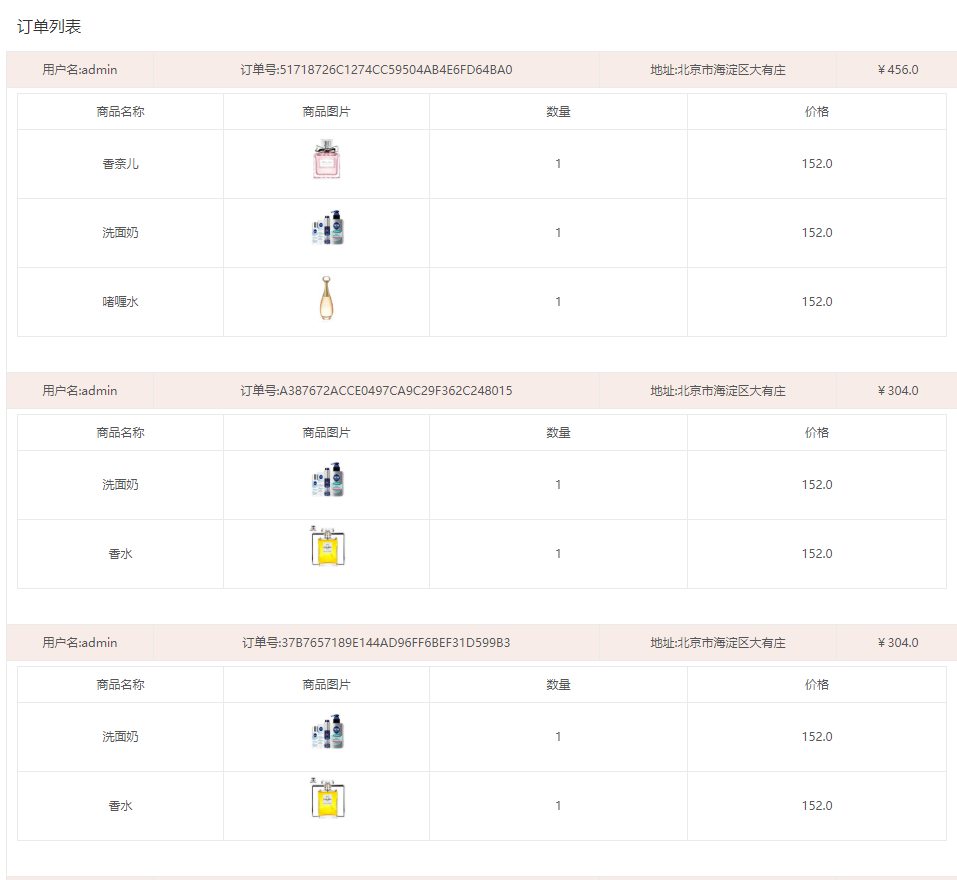 订单列表
用户名:admin 订单号:51718726C1274CC59504AB4E6FD64BA0 地址:北京市海淀区大有庄 ¥ 456.0
商品名称 商品图片 数量 价格
香奈儿 1 152.0
洗面奶 1 152.0
啫喱水 1 152.0
用户名:admin 订单号:A387672ACCE0497CA9C29F362C248015 地址:北京市海淀区大有庄 ¥ 304.0
商品名称 商品图片 数量 价格
洗面奶 1 152.0
香水 1 152.0
用户名:admin 订单号:37B7657189E144AD96FF6BEF31D599B3 地址:北京市海淀区大有庄 ¥ 304.0
商品名称 商品图片 数量 价格
洗面奶 1 152.0
香水 1 152.0